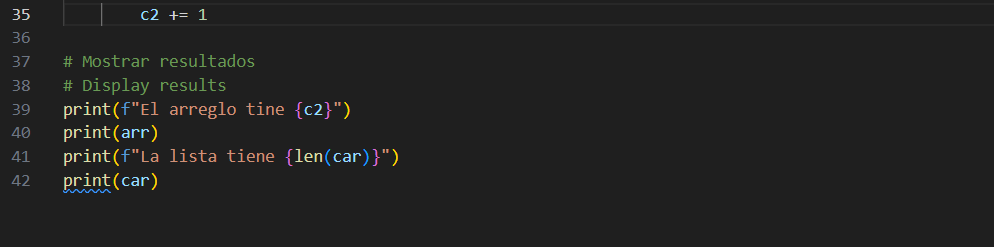 35 c2 += 1
36
37 # Mostrar resultados
38 # Display results
39 print(f"El arreglo tine {c2}")
40 print(arr)
41 print(f"La lista tiene {len(car)}")
42 print(car)